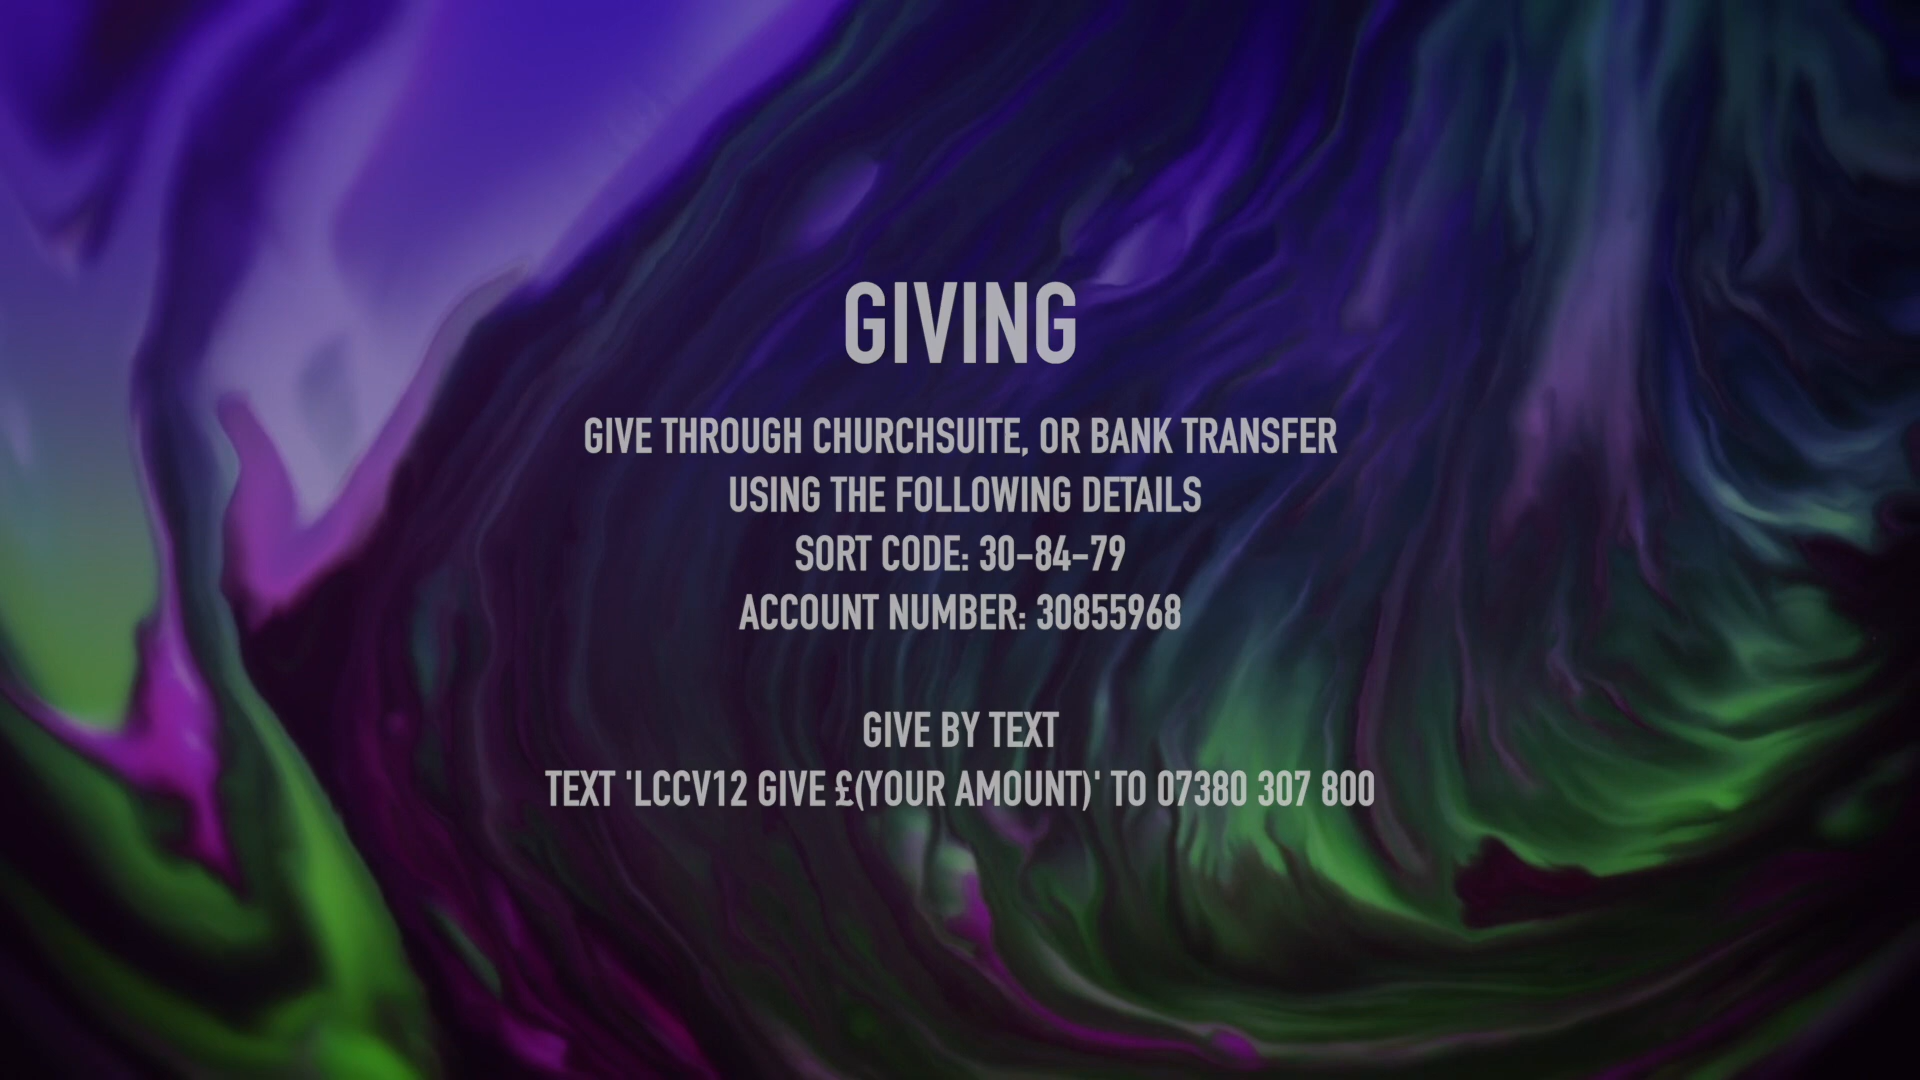 GIVING
GIVE THROUGH CHURCHSUITE, OR BANK TRANSFER
USING THE FOLLOWING DETAILS
SORT CODE: 30-84-79
ACCOUNT NUMBER: 30855968
GIVE BY TEXT
TEXT 'LCCV12 GIVE £(YOUR AMOUNT)' TO 07380 307 800